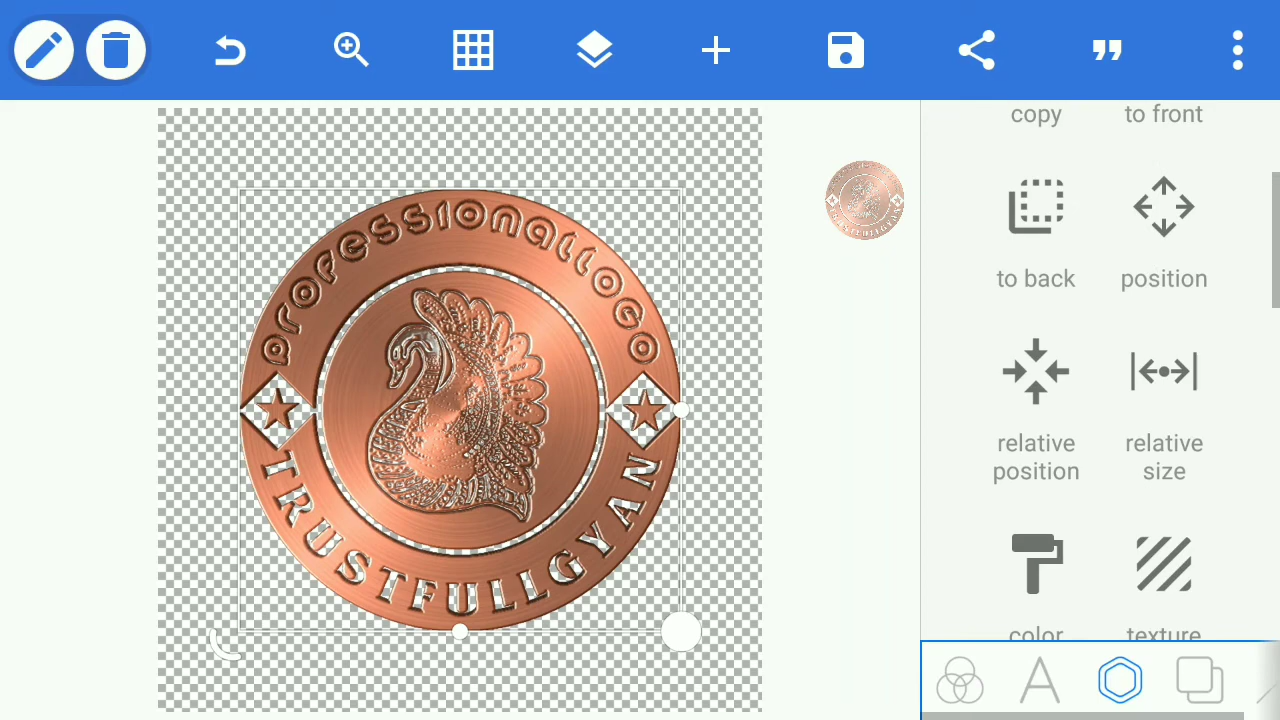 copy
to front
to back
position
relative
position
relative
size
color
texture
PROFESSIONALLOGO
TRUSTFULLGYAN